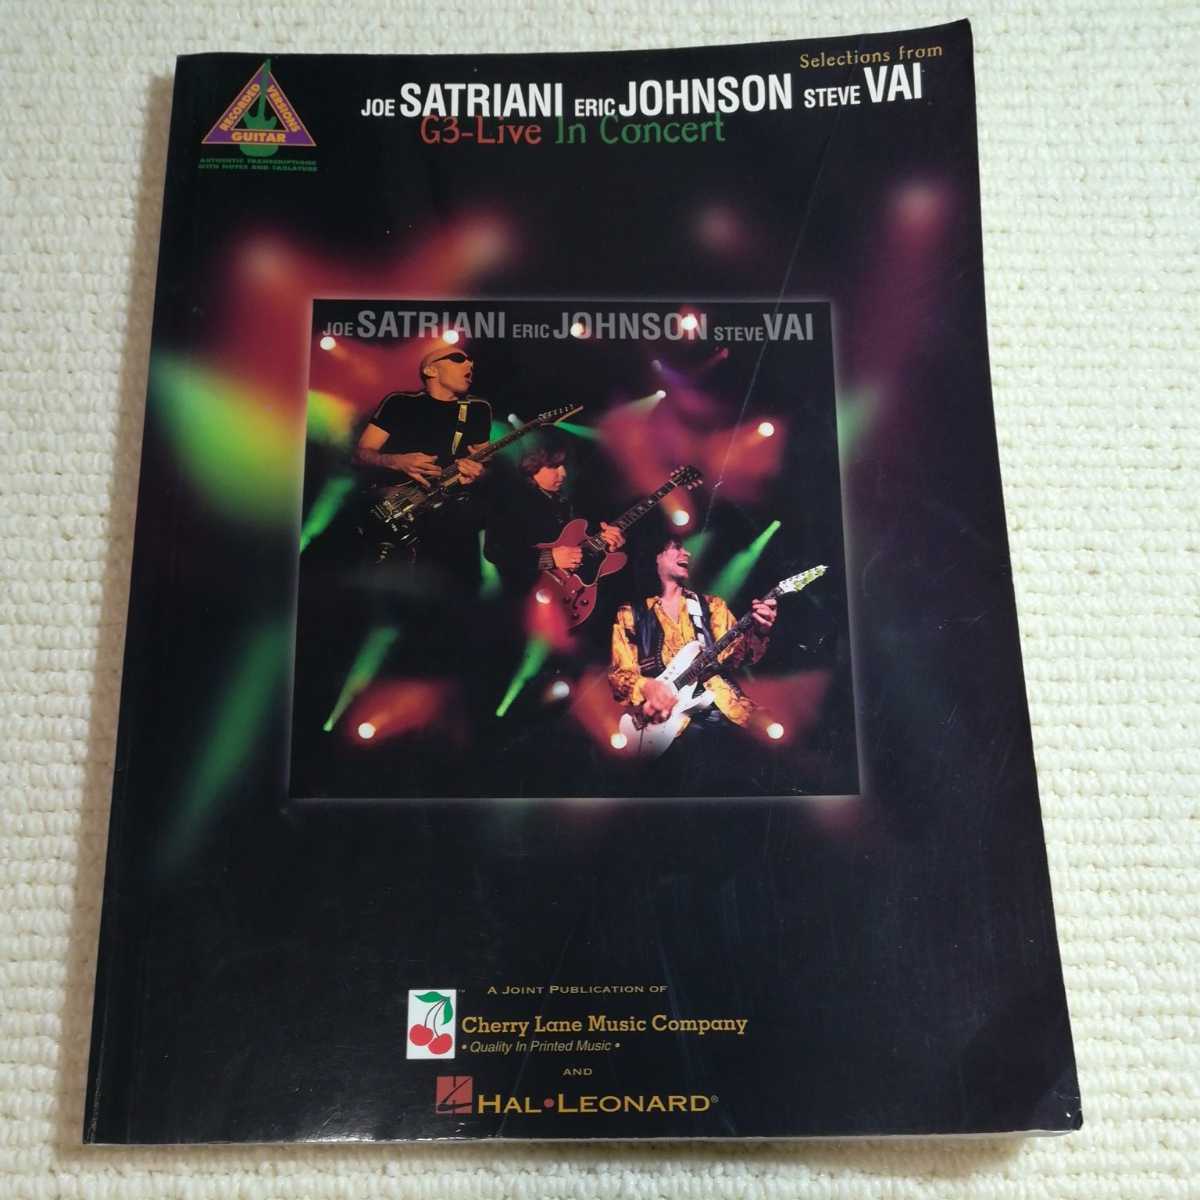 Selections from
JOE SATRIANI ERIC JOHNSON STEVE VAI
G3-Live In Concert
RECORDED VERSIONS
GUITAR
AUTHENTIC TRANSCRIPTIONS
WITH NOTES AND TABLATURE
JOE SATRIANI ERIC JOHNSON STEVE VAI
A JOINT PUBLICATION OF
Cherry Lane Music Company
• Quality In Printed Music •
AND
HAL•LEONARD®